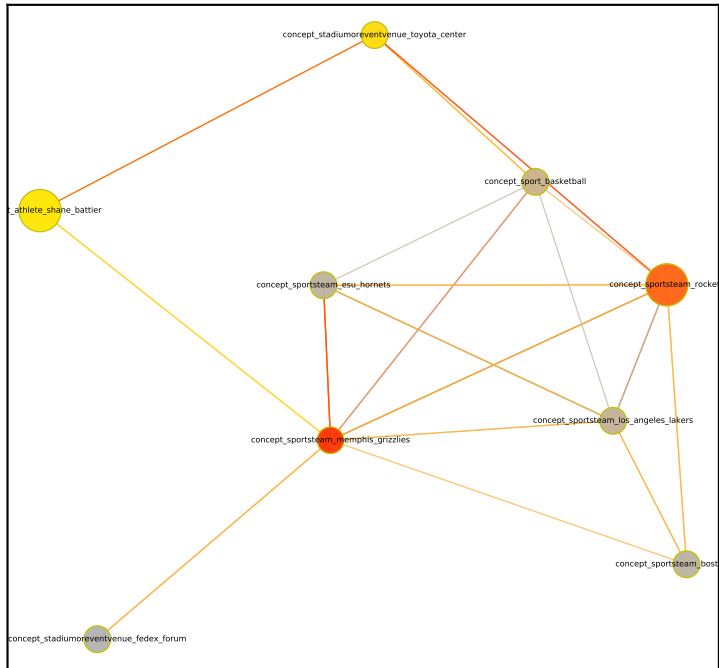 concept_stadiumoreventvenue_toyota_center
concept_sport_basketball
t_athlete_shane_battier
concept_sportsteam_esu_hornets
concept_sportsteam_rocket
concept_sportsteam_los_angeles_lakers
concept_sportsteam_memphis_grizzlies
concept_sportsteam_bost
concept_stadiumoreventvenue_fedex_forum